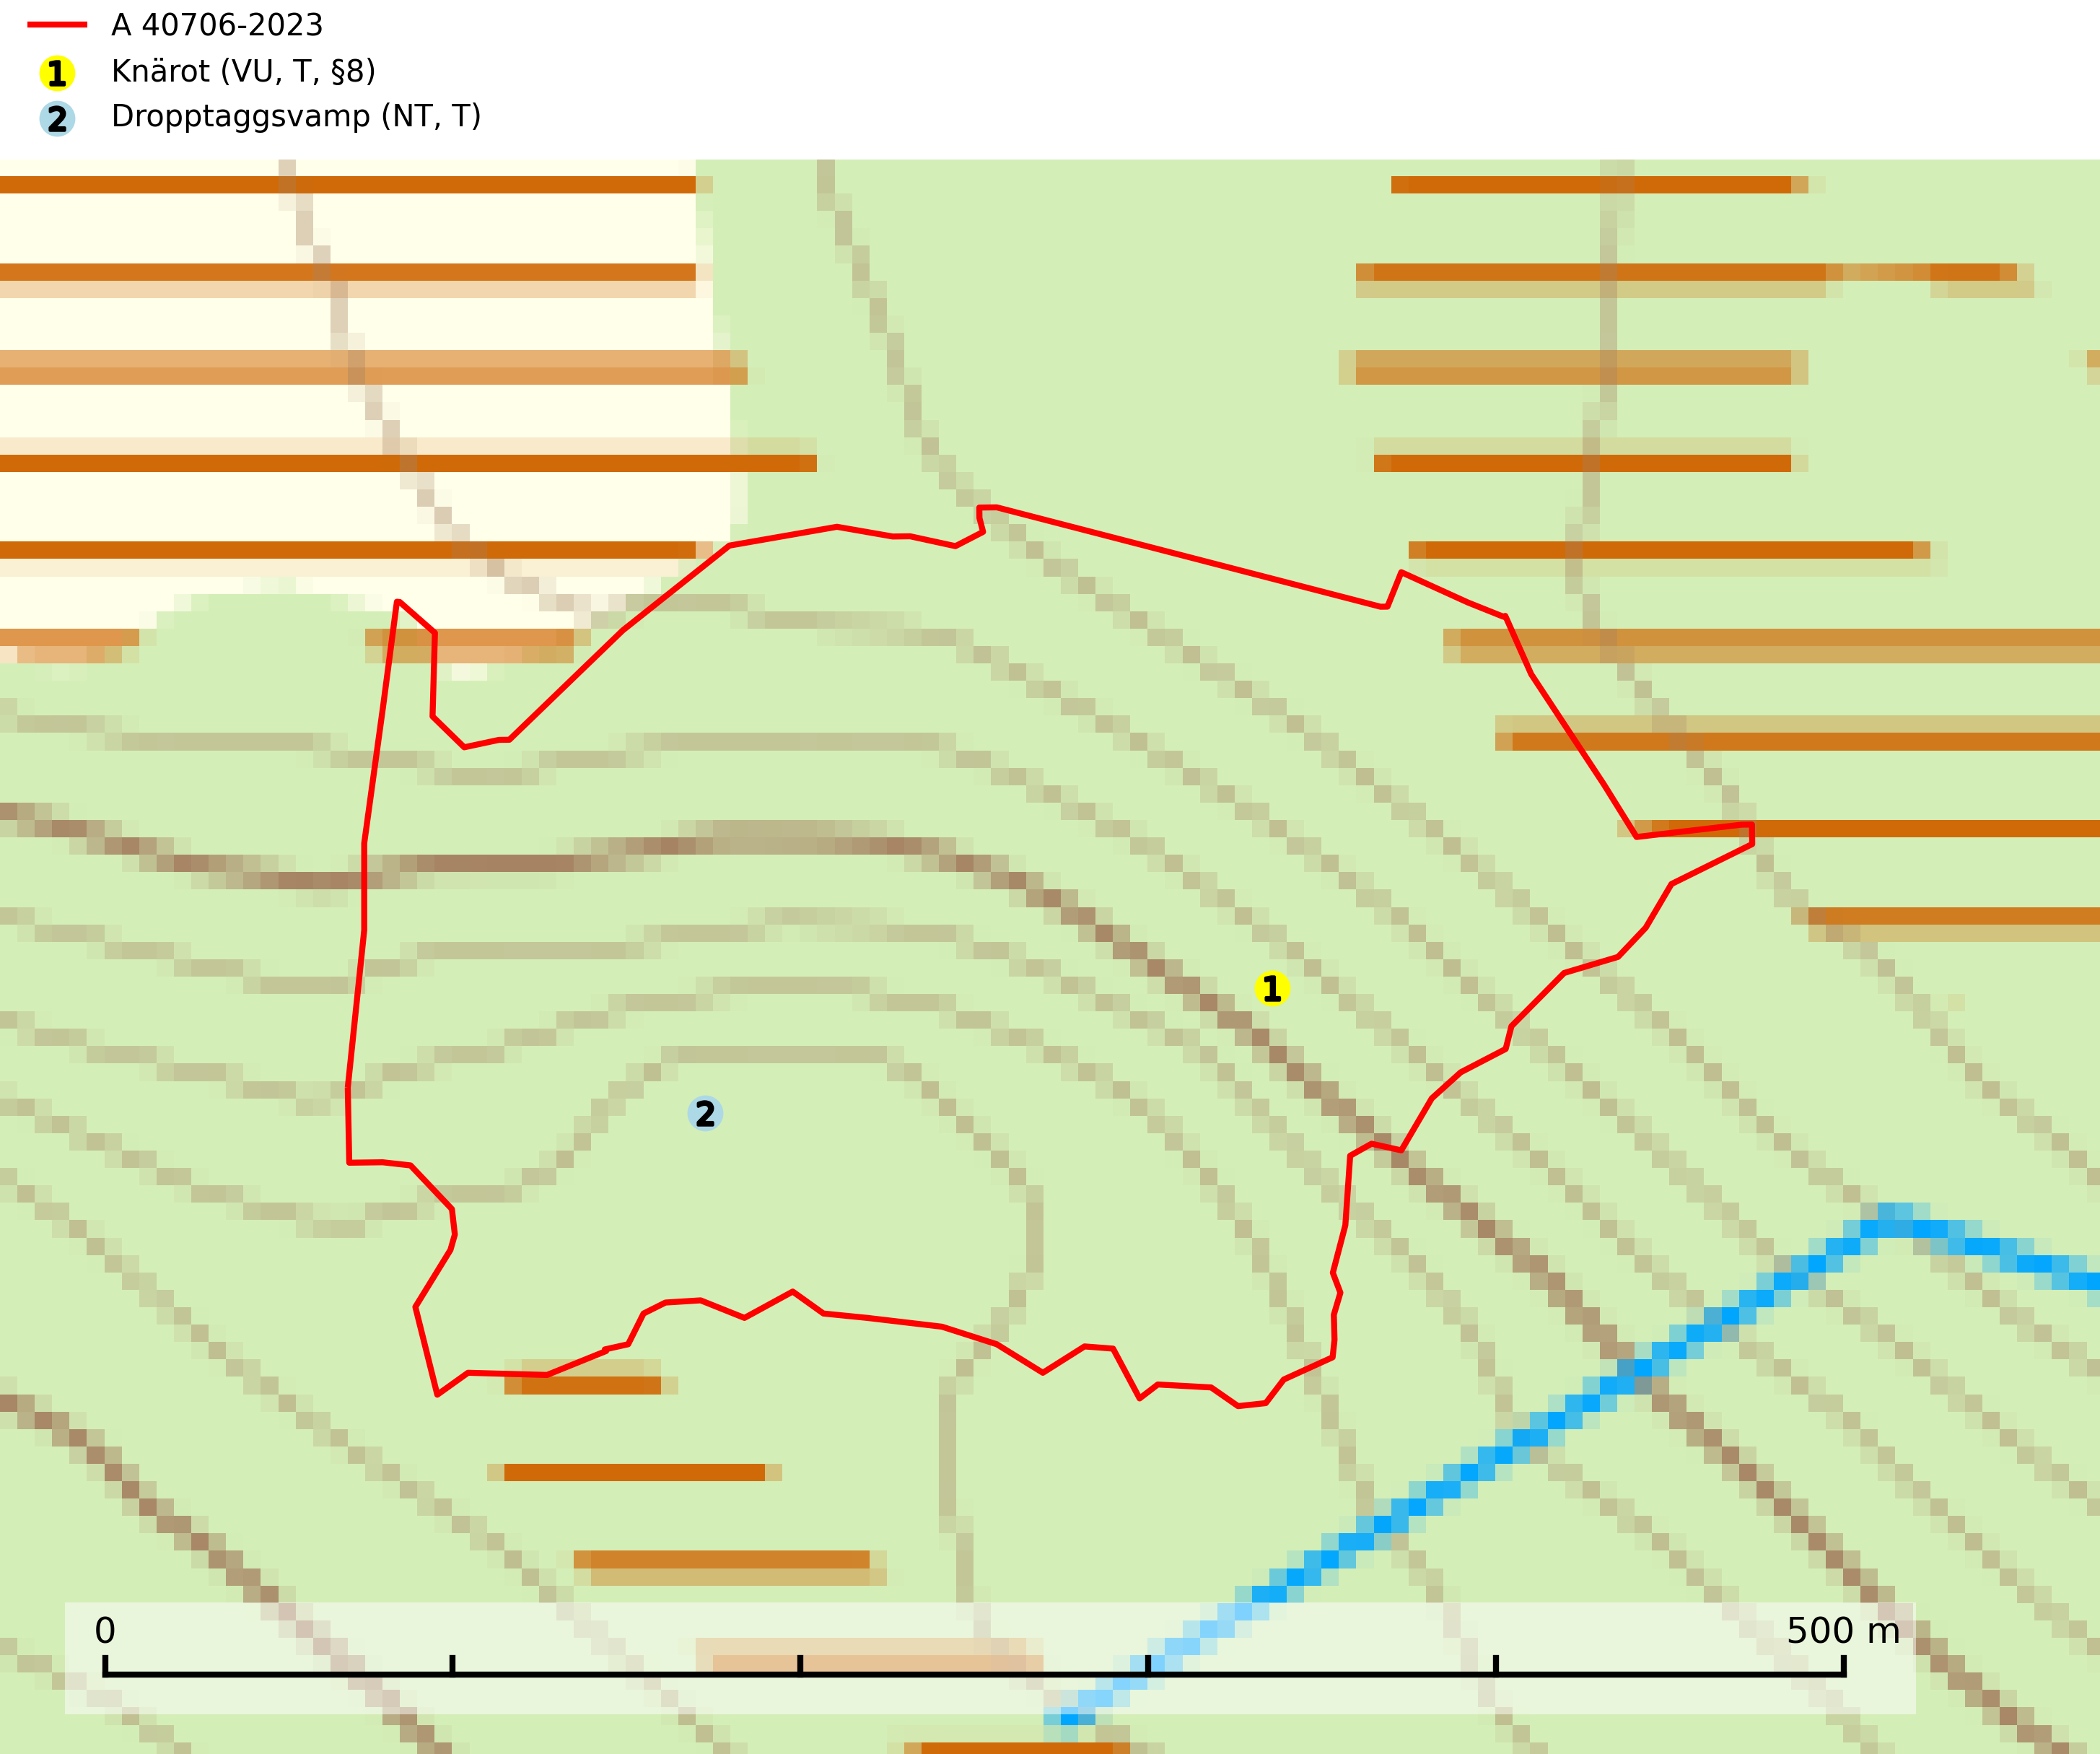 A 40706-2023
1 Knärot (VU, T, §8)
2 Dropptaggsvamp (NT, T)
1
2
0 500 m